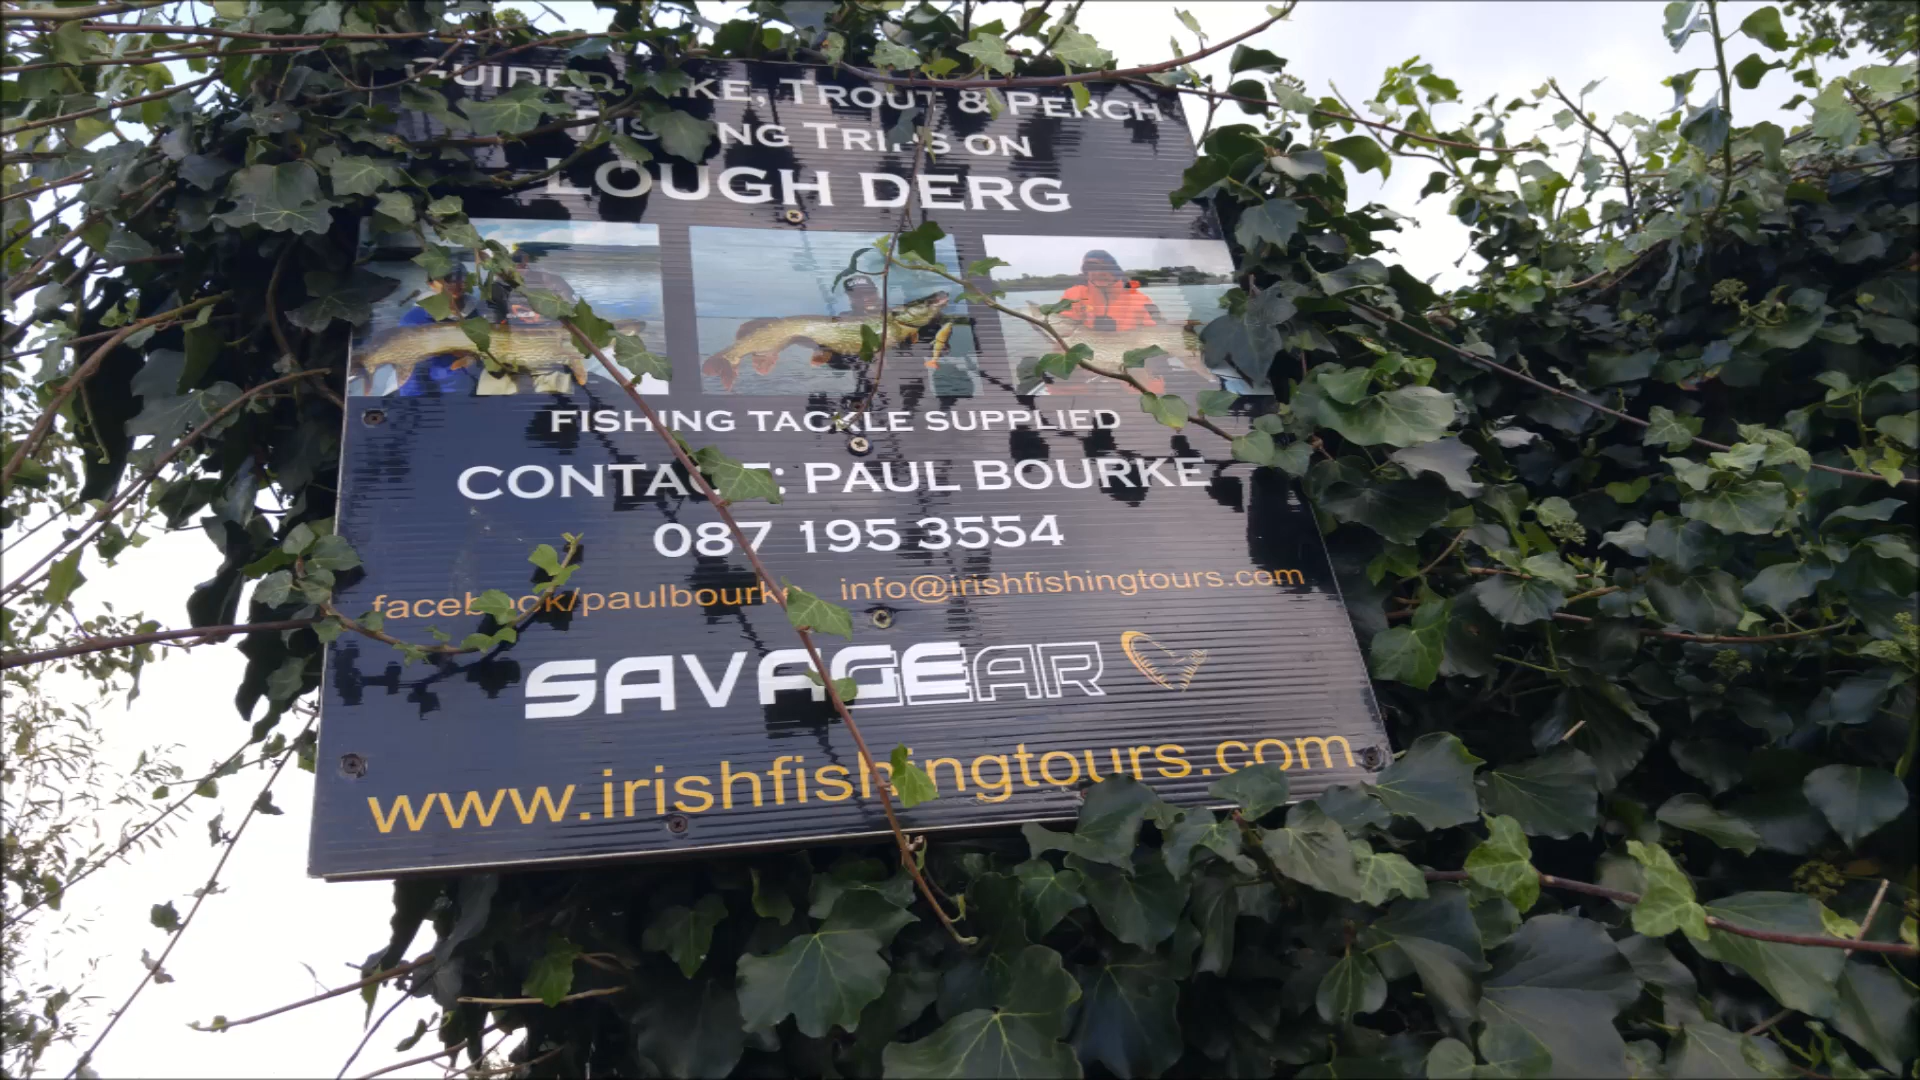 GUIDED PIKE, TROUT & PERCH
FISHING TRIPS ON
LOUGH DERG
FISHING TACKLE SUPPLIED
CONTACT: PAUL BOURKE
087 195 3554
facebook/paulbourke info@irishfishingtours.com
SAVAGEAR
www.irishfishingtours.com